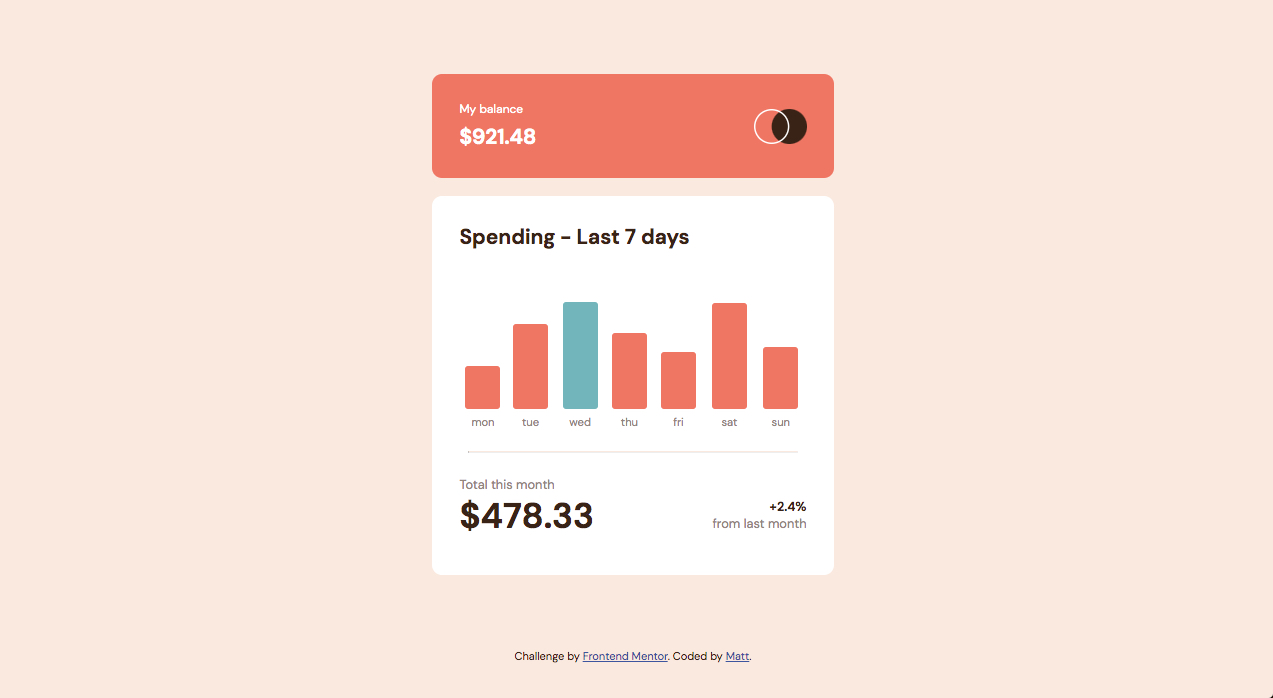 My balance
$921.48
Spending - Last 7 days
mon tue wed thu fri sat sun
Total this month
$478.33
+2.4%
from last month
Challenge by Frontend Mentor. Coded by Matt.